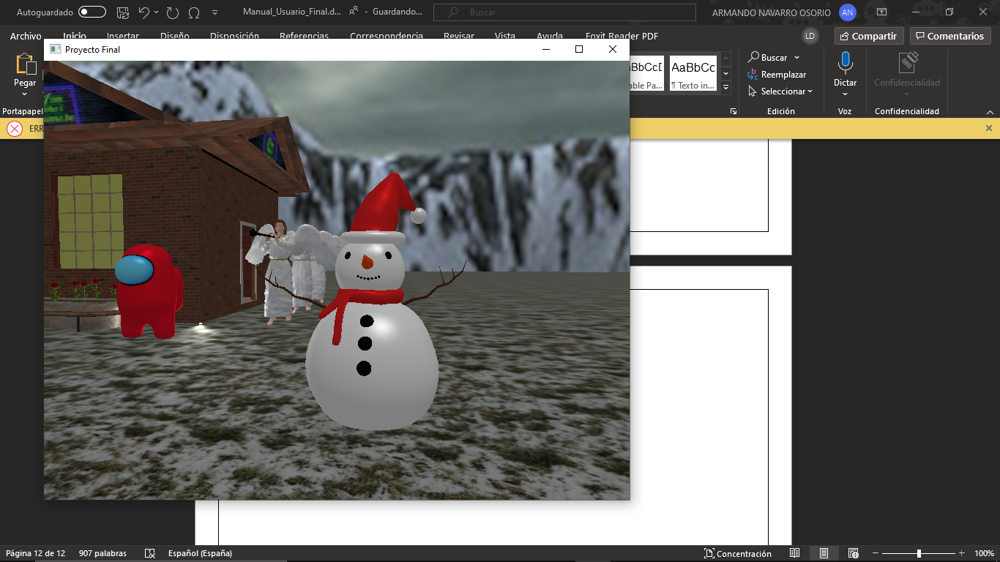 Autoguardado
Manual_Usuario_Final.d... - Guardando...
Buscar
ARMANDO NAVARRO OSORIO AN
Archivo Inicio Insertar Diseño Disposición Referencias Correspondencia Revisar Vista Ayuda Foxit Reader PDF
LD Compartir Comentarios
Proyecto Final
Pegar
Portapapel
AaBbCc
able Pa...
¶ Texto in...
Buscar
Reemplazar
Seleccionar
Edición
Dictar
Voz
Confidencialidad
Confidencialidad
ERR
Página 12 de 12 907 palabras Español (España)
Concentración
100%